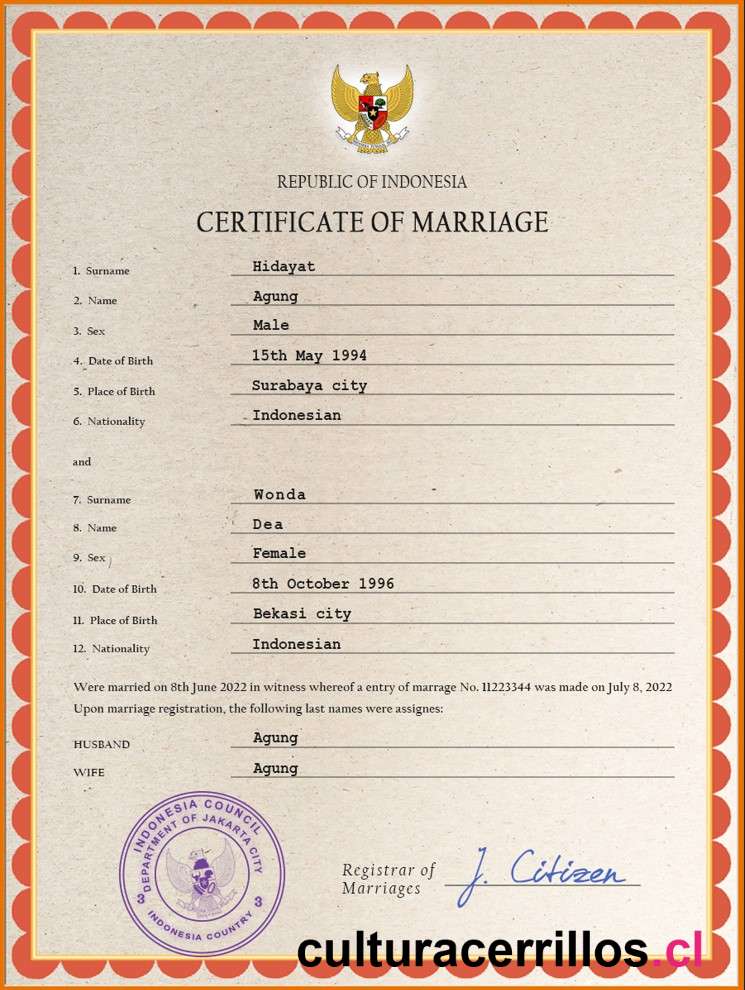 REPUBLIC OF INDONESIA
CERTIFICATE OF MARRIAGE
1. Surname Hidayat
2. Name Agung
3. Sex Male
4. Date of Birth 15th May 1994
5. Place of Birth Surabaya city
6. Nationality Indonesian
and
7. Surname Wonda
8. Name Dea
9. Sex Female
10. Date of Birth 8th October 1996
11. Place of Birth Bekasi city
12. Nationality Indonesian
Were married on 8th June 2022 in witness whereof a entry of marrage No. 11223344 was made on July 8, 2022
Upon marriage registration, the following last names were assignes:
HUSBAND Agung
WIFE Agung
INDONESIA COUNCIL
DEPARTMENT OF JAKARTA CITY
3 3
INDONESIA COUNTRY
Registrar of
Marriages
J. Citizen
culturacerrillos.cl